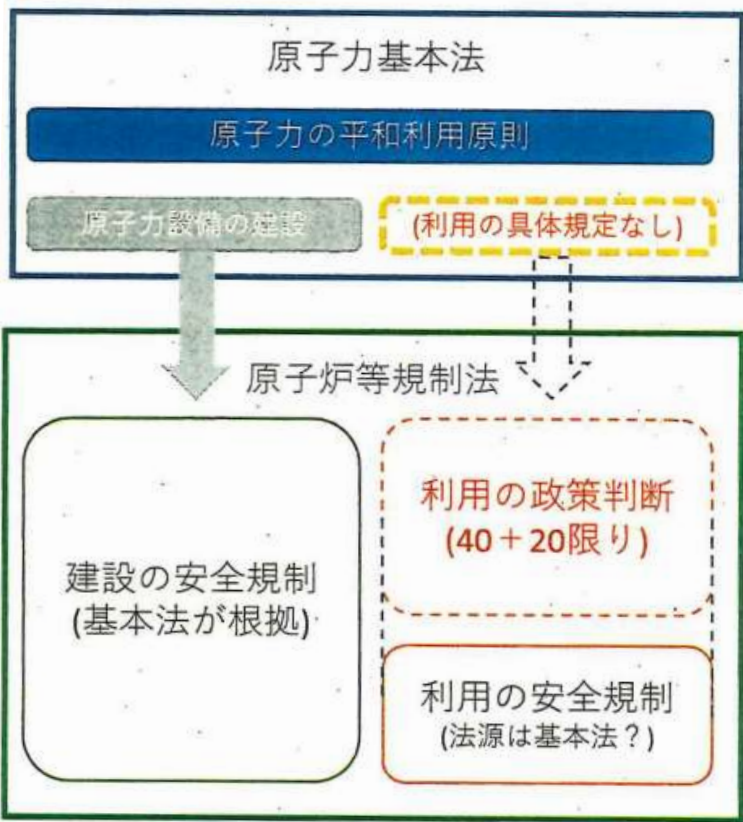 原子力基本法
原子力の平和利用原則
原子力設備の建設
(利用の具体規定なし)
原子炉等規制法
建設の安全規制
(基本法が根拠)
利用の政策判断
(40+20限り)
利用の安全規制
(法源は基本法?)